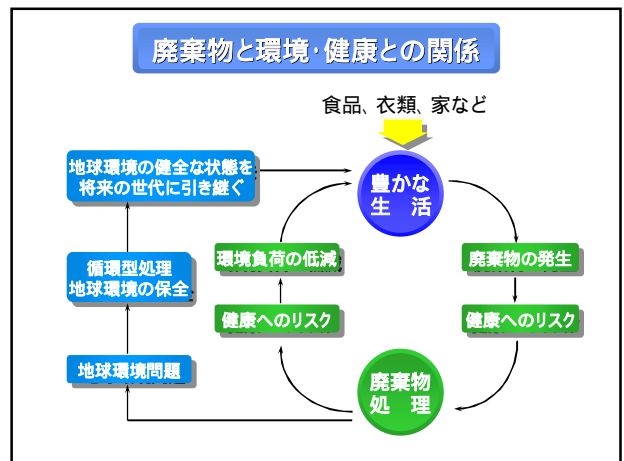 廃棄物と環境・健康との関係
食品、衣類、家など
地球環境の健全な状態を
将来の世代に引き継ぐ
豊かな
生　活
環境負荷の低減
廃棄物の発生
循環型処理
地球環境の保全
健康へのリスク
健康へのリスク
地球環境問題
廃棄物
処　理